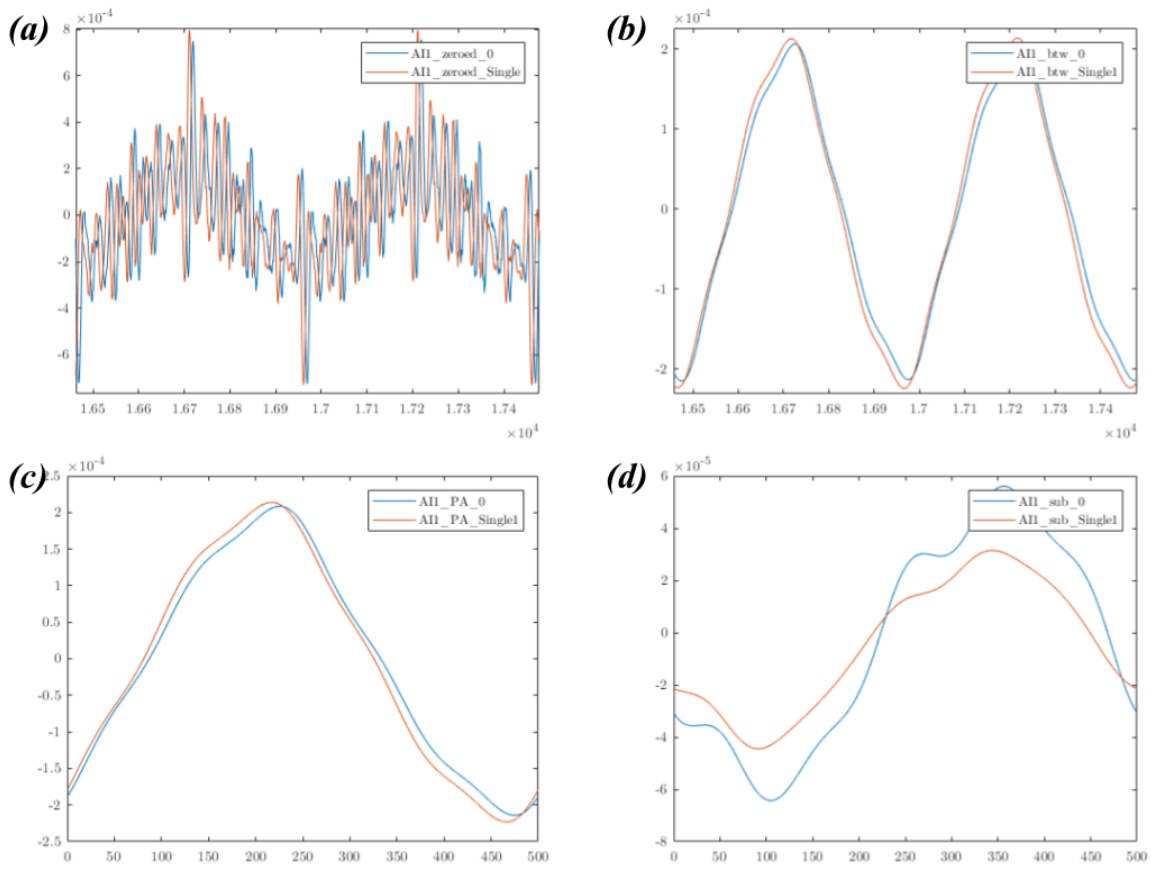 (a)
×10⁻⁴
8
6
4
2
0
-2
-4
-6
AI1_zeroed_0
AI1_zeroed_Single
1.65 1.66 1.67 1.68 1.69 1.7 1.71 1.72 1.73 1.74
×10⁴
(b)
×10⁻⁴
2
1
0
-1
-2
AI1_btw_0
AI1_btw_Single1
1.65 1.66 1.67 1.68 1.69 1.7 1.71 1.72 1.73 1.74
×10⁴
(c)
×10⁻⁴
2.5
2
1.5
1
0.5
0
-0.5
-1
-1.5
-2
-2.5
AI1_PA_0
AI1_PA_Single1
0 50 100 150 200 250 300 350 400 450 500
(d)
×10⁻⁵
6
4
2
0
-2
-4
-6
-8
AI1_sub_0
AI1_sub_Single1
0 50 100 150 200 250 300 350 400 450 500